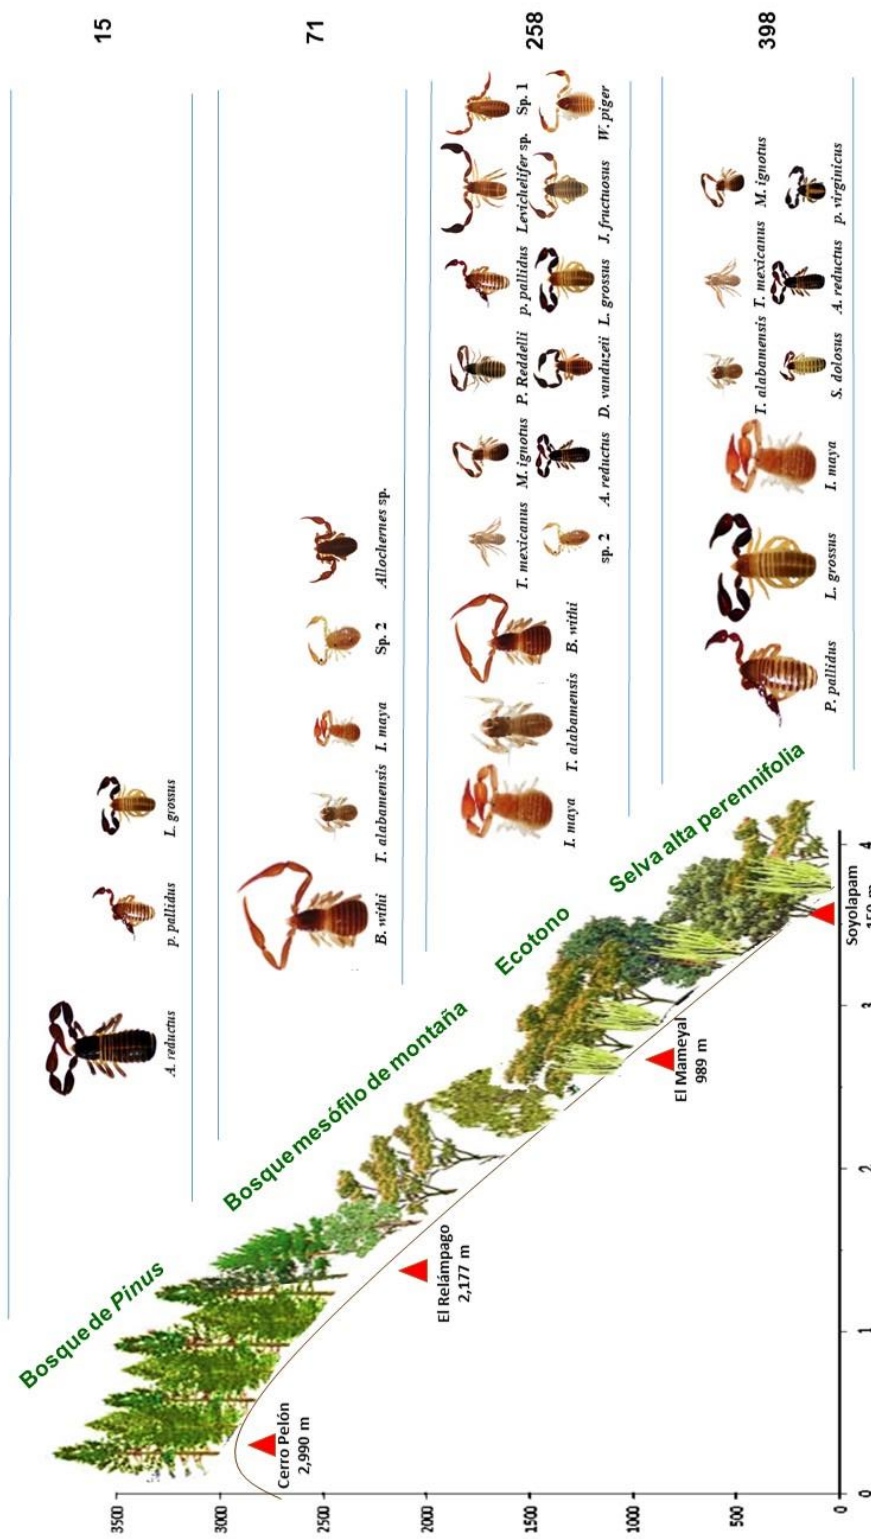 15
A. reductus
p. pallidus
L. grossus
71
B. withi
T. alabamensis
I. maya
Sp. 2
Allochernes sp.
258
I. maya
T. alabamensis
B. withi
T. mexicanus
M. ignotus
P. Reddelli
p. pallidus
Levichelifer sp.
Sp. 1
sp. 2
A. reductus
D. vanduzeii
L. grossus
J. fructuosus
W. piger
398
P. pallidus
L. grossus
I. maya
T. alabamensis
T. mexicanus
M. ignotus
S. dolosus
A. reductus
p. virginicus
Bosque de Pinus
Bosque mesófilo de montaña
Ecotono
Selva alta perennifolia
Cerro Pelón
2,990 m
El Relámpago
2,177 m
El Mameyal
989 m
Soyolapam
3500
3000
2500
2000
1500
1000
500
0
0
1
2
3
4